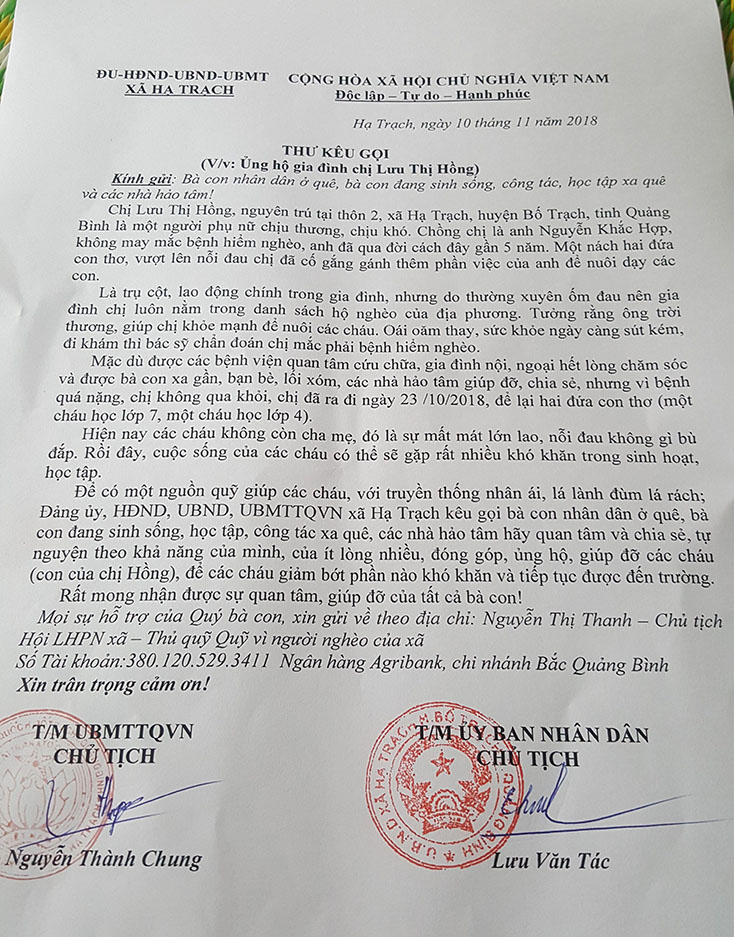 ĐU-HĐND-UBND-UBMT CỘNG HÒA XÃ HỘI CHỦ NGHĨA VIỆT NAM
XÃ HẠ TRẠCH Độc lập – Tự do – Hạnh phúc
Hạ Trạch, ngày 10 tháng 11 năm 2018
THƯ KÊU GỌI
(V/v: Ủng hộ gia đình chị Lưu Thị Hồng)
Kính gửi: Bà con nhân dân ở quê, bà con đang sinh sống, công tác, học tập xa quê
và các nhà hảo tâm!
Chị Lưu Thị Hồng, nguyên trú tại thôn 2, xã Hạ Trạch, huyện Bố Trạch, tỉnh Quảng
Bình là một người phụ nữ chịu thương, chịu khó. Chồng chị là anh Nguyễn Khắc Hợp,
không may mắc bệnh hiểm nghèo, anh đã qua đời cách đây gần 5 năm. Một nách hai đứa
con thơ, vượt lên nỗi đau chị đã cố gắng gánh thêm phần việc của anh để nuôi dạy các
con.
Là trụ cột, lao động chính trong gia đình, nhưng do thường xuyên ốm đau nên gia
đình chị luôn nằm trong danh sách hộ nghèo của địa phương. Tưởng rằng ông trời
thương, giúp chị khỏe mạnh để nuôi các cháu. Oái oăm thay, sức khỏe ngày càng sút kém,
đi khám thì bác sỹ chẩn đoán chị mắc phải bệnh hiểm nghèo.
Mặc dù được các bệnh viện quan tâm cứu chữa, gia đình nội, ngoại hết lòng chăm sóc
và được bà con xa gần, bạn bè, lối xóm, các nhà hảo tâm giúp đỡ, chia sẻ, nhưng vì bệnh
quá nặng, chị không qua khỏi, chị đã ra đi ngày 23 /10/2018, để lại hai đứa con thơ (một
cháu học lớp 7, một cháu học lớp 4).
Hiện nay các cháu không còn cha mẹ, đó là sự mất mát lớn lao, nỗi đau không gì bù
đắp. Rồi đây, cuộc sống của các cháu có thể sẽ gặp rất nhiều khó khăn trong sinh hoạt,
học tập.
Để có một nguồn quỹ giúp các cháu, với truyền thống nhân ái, lá lành đùm lá rách;
Đảng ủy, HĐND, UBND, UBMTTQVN xã Hạ Trạch kêu gọi bà con nhân dân ở quê, bà
con đang sinh sống, học tập, công tác xa quê, các nhà hảo tâm hãy quan tâm và chia sẻ, tự
nguyện theo khả năng của mình, của ít lòng nhiều, đóng góp, ủng hộ, giúp đỡ các cháu
(con của chị Hồng), để các cháu giảm bớt phần nào khó khăn và tiếp tục được đến trường.
Rất mong nhận được sự quan tâm, giúp đỡ của tất cả bà con!
Mọi sự hỗ trợ của Quý bà con, xin gửi về theo địa chỉ: Nguyễn Thị Thanh – Chủ tịch
Hội LHPN xã – Thủ quỹ Quỹ vì người nghèo của xã
Số Tài khoản:380.120.529.3411 Ngân hàng Agribank, chi nhánh Bắc Quảng Bình
Xin trân trọng cảm ơn!
T/M UBMTTQVN T/M ỦY BAN NHÂN DÂN
CHỦ TỊCH CHỦ TỊCH
U.B.N.D XÃ HẠ TRẠCH H.BỐ TRẠCH
Nguyễn Thành Chung Lưu Văn Tác